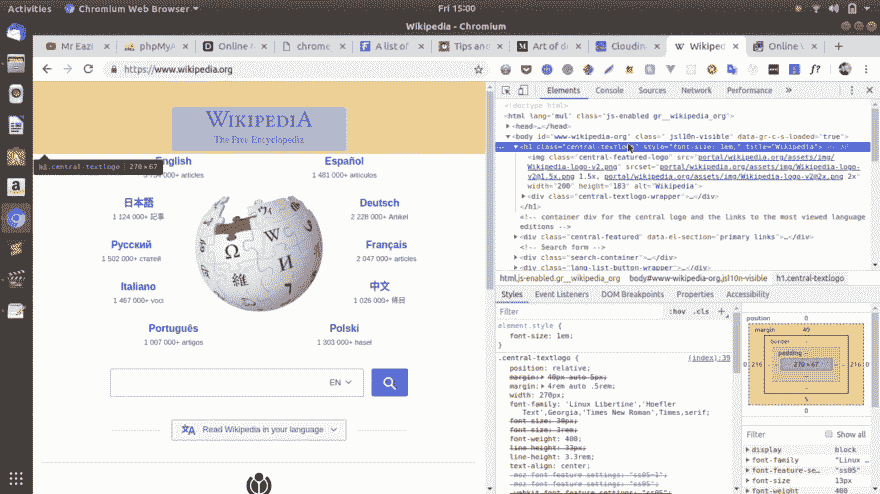 Activities Chromium Web Browser Fri 15:00
Wikipedia - Chromium
Mr Eazi phpMyA Online A chrome A list of Tips and Art of d Cloudin Wikiped Online V
https://www.wikipedia.org
WIKIPEDIA
The Free Encyclopedia
h1.central-textlogo 270×67
English
articles
Español
1 481 000+ articles
日本語
1 124 000+ 記事
Deutsch
2 228 000+ Artikel
Русский
1 502 000+ статей
Français
2 047 000+ articles
Italiano
1 467 000+ voci
中文
1 026 000+ 條目
Português
1 007 000+ artigos
Polski
1 303 000+ haseł
EN
Read Wikipedia in your language
Elements Console Sources Network Performance »
<!doctype html>
<html lang="mul" class="js-enabled gr__wikipedia_org">
<head>…</head>
<body id="www-wikipedia-org" class=" jsl10n-visible" data-gr-c-s-loaded="true">
<h1 class="central-textlogo" style="font-size: 1em;" title="Wikipedia">
<img class="central-featured-logo" src="portal/wikipedia.org/assets/img/
Wikipedia-logo-v2.png" srcset="portal/wikipedia.org/assets/img/Wikipedia-logo-
v2@1.5x.png 1.5x, portal/wikipedia.org/assets/img/Wikipedia-logo-v2@2x.png 2x"
width="200" height="183" alt="Wikipedia">
<div class="central-textlogo-wrapper">…</div>
</h1>
<!-- container div for the central logo and the links to the most viewed language
editions -->
<div class="central-featured" data-el-section="primary links">…</div>
<!-- Search form -->
<div class="search-container">…</div>
<div class="lang-list-button-wrapper">…</div>
html.js-enabled.gr__wikipedia_org body#www-wikipedia-org.jsl10n-visible h1.central-textlogo
Styles Event Listeners DOM Breakpoints Properties Accessibility
Filter :hov .cls +
element.style {
font-size: 1em;
}
.central-textlogo { (index):39
position: relative;
margin: 40px auto 5px;
margin: 4rem auto .5rem;
width: 270px;
font-family: 'Linux Libertine','Hoefler
Text',Georgia,'Times New Roman',Times,serif;
font-size: 30px;
font-size: 3rem;
font-weight: 400;
line-height: 33px;
line-height: 3.3rem;
text-align: center;
-moz-font-feature-settings: "ss05=1";
-moz-font-feature-settings: "ss05";
-webkit-font-feature-settings: "ss05";
position 0
margin 40
border
padding
0 216 270×67 216 0
5
0
Filter Show all
display block
font-family "Linux …
font-feature-se… "ss05"
font-size 13px
font-weight 400